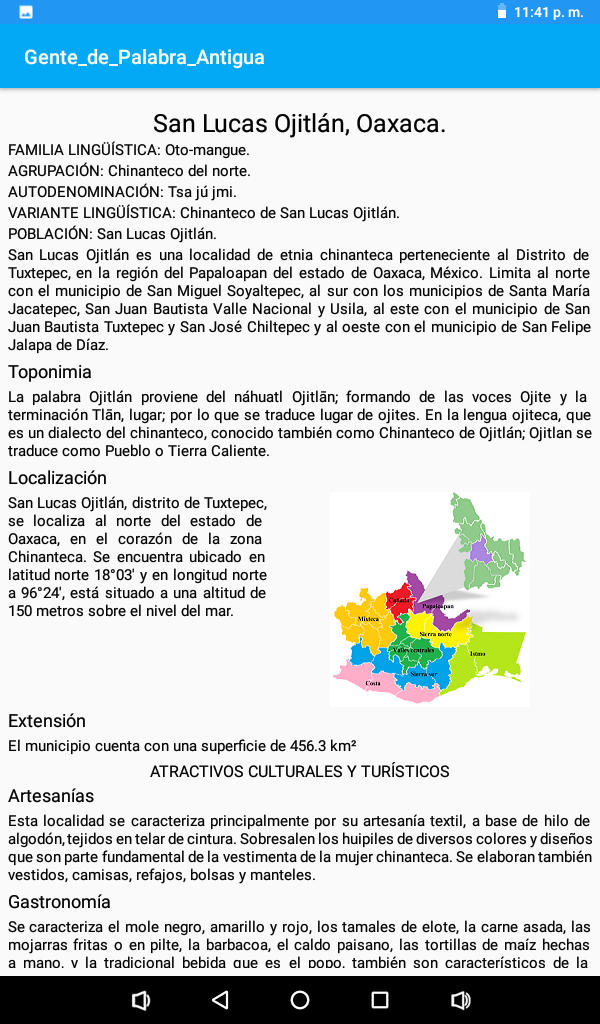 11:41 p. m.
Gente_de_Palabra_Antigua
San Lucas Ojitlán, Oaxaca.
FAMILIA LINGÜÍSTICA: Oto-mangue.
AGRUPACIÓN: Chinanteco del norte.
AUTODENOMINACIÓN: Tsa jú jmi.
VARIANTE LINGÜÍSTICA: Chinanteco de San Lucas Ojitlán.
POBLACIÓN: San Lucas Ojitlán.
San Lucas Ojitlán es una localidad de etnia chinanteca perteneciente al Distrito de
Tuxtepec, en la región del Papaloapan del estado de Oaxaca, México. Limita al norte
con el municipio de San Miguel Soyaltepec, al sur con los municipios de Santa María
Jacatepec, San Juan Bautista Valle Nacional y Usila, al este con el municipio de San
Juan Bautista Tuxtepec y San José Chiltepec y al oeste con el municipio de San Felipe
Jalapa de Díaz.
Toponimia
La palabra Ojitlán proviene del náhuatl Ojitlān; formando de las voces Ojite y la
terminación Tlān, lugar; por lo que se traduce lugar de ojites. En la lengua ojiteca, que
es un dialecto del chinanteco, conocido también como Chinanteco de Ojitlán; Ojitlan se
traduce como Pueblo o Tierra Caliente.
Localización
San Lucas Ojitlán, distrito de Tuxtepec,
se localiza al norte del estado de
Oaxaca, en el corazón de la zona
Chinanteca. Se encuentra ubicado en
latitud norte 18°03' y en longitud norte
a 96°24', está situado a una altitud de
150 metros sobre el nivel del mar.
Cañada
Papaloapan
Mixteca
Sierra norte
Valles centrales
Istmo
Sierra sur
Costa
Extensión
El municipio cuenta con una superficie de 456.3 km²
ATRACTIVOS CULTURALES Y TURÍSTICOS
Artesanías
Esta localidad se caracteriza principalmente por su artesanía textil, a base de hilo de
algodón,tejidos en telar de cintura. Sobresalen los huipiles de diversos colores y diseños
que son parte fundamental de la vestimenta de la mujer chinanteca. Se elaboran también
vestidos, camisas, refajos, bolsas y manteles.
Gastronomía
Se caracteriza el mole negro, amarillo y rojo, los tamales de elote, la carne asada, las
mojarras fritas o en pilte, la barbacoa, el caldo paisano, las tortillas de maíz hechas
a mano, y la tradicional bebida que es el popo, también son característicos de la